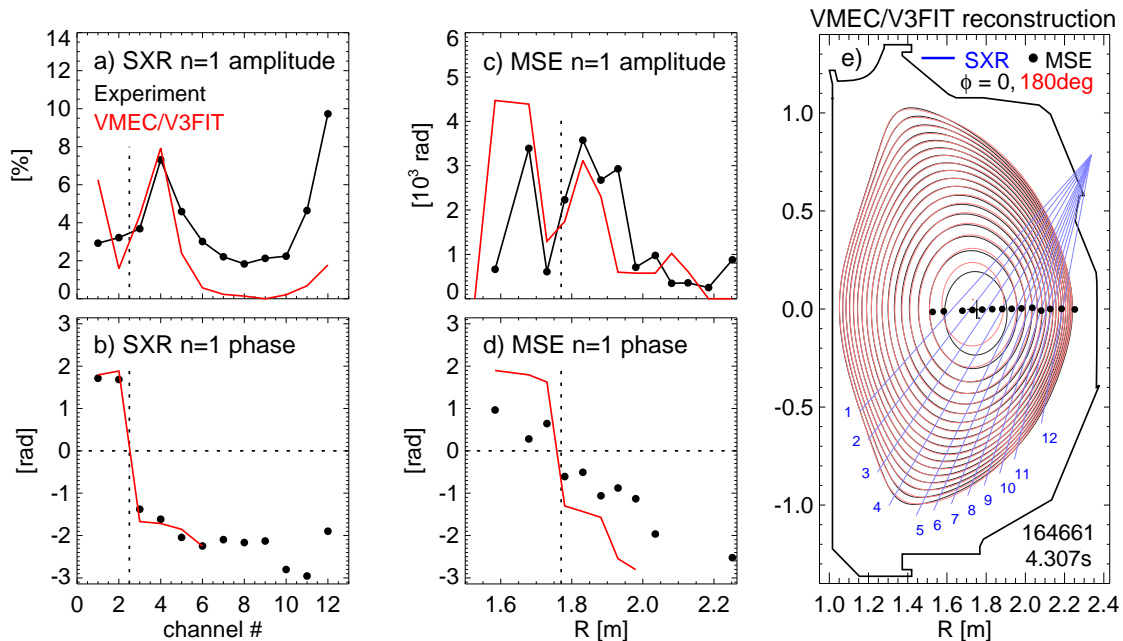 a) SXR n=1 amplitude
Experiment
VMEC/V3FIT
[%]
14
12
10
8
6
4
2
0
b) SXR n=1 phase
[rad]
3
2
1
0
-1
-2
-3
0 2 4 6 8 10 12
channel #
c) MSE n=1 amplitude
[10³ rad]
6
5
4
3
2
1
0
d) MSE n=1 phase
[rad]
3
2
1
0
-1
-2
-3
1.6 1.8 2.0 2.2
R [m]
VMEC/V3FIT reconstruction
e) SXR MSE
ϕ = 0, 180deg
1.0
0.5
0.0
-0.5
-1.0
1
2
3
4
5
6
7
8
9
10
11
12
164661
4.307s
1.0 1.2 1.4 1.6 1.8 2.0 2.2 2.4
R [m]